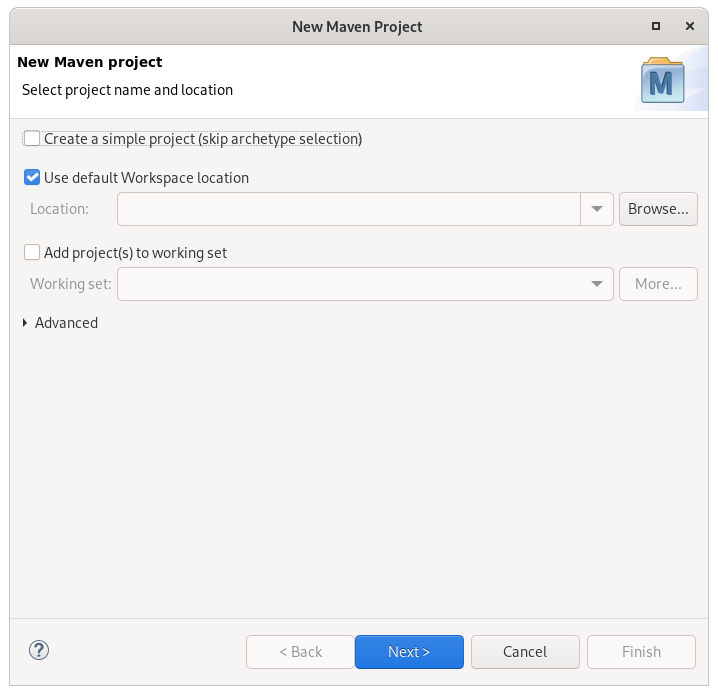 New Maven Project
New Maven project
Select project name and location
M
Create a simple project (skip archetype selection)
Use default Workspace location
Location:
Browse...
Add project(s) to working set
Working set:
More...
Advanced
?
< Back
Next >
Cancel
Finish